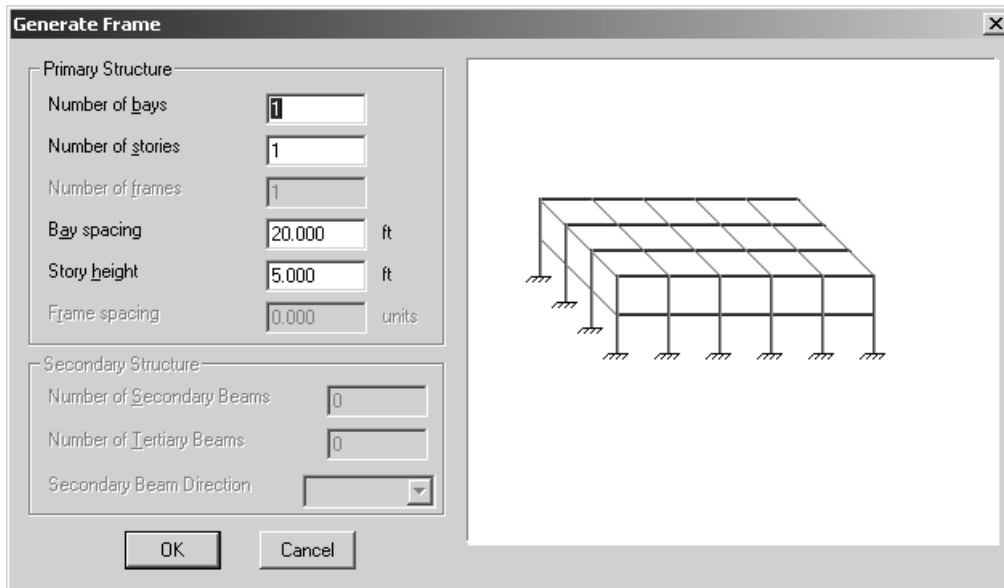 Generate Frame
Primary Structure
Number of bays 1
Number of stories 1
Number of frames 1
Bay spacing 20.000 ft
Story height 5.000 ft
Frame spacing 0.000 units
Secondary Structure
Number of Secondary Beams 0
Number of Tertiary Beams 0
Secondary Beam Direction
OK Cancel